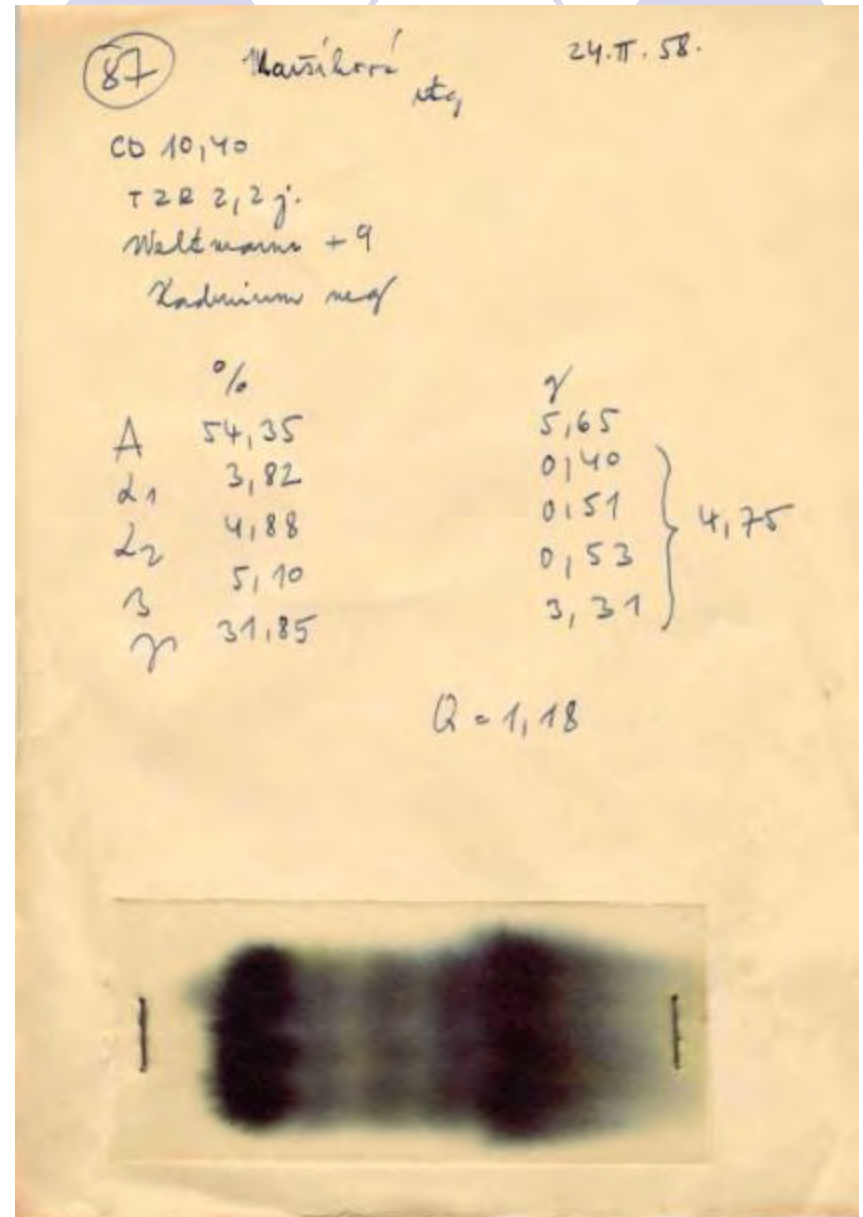 87 24.II.58.
CD 10,40
TZR 2,2 j.
Weltmann +9
Kadmium neg
% g
A 54,35 5,65
α1 3,82 0,40
α2 4,88 0,51 4,75
β 5,10 0,53
γ 31,85 3,31
Q = 1,18